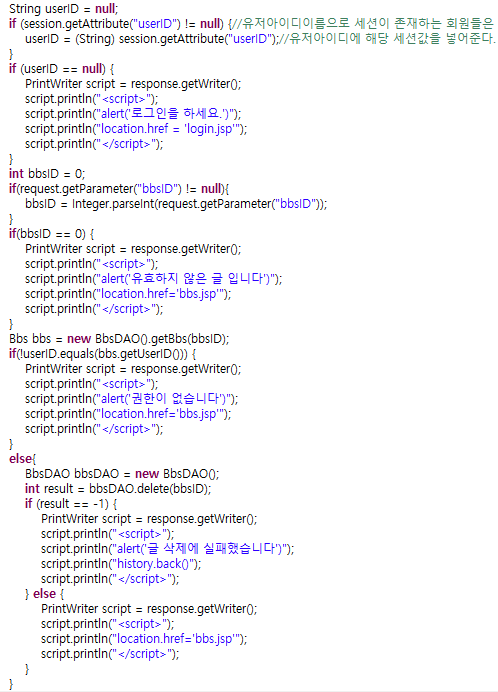 String userID = null;
if (session.getAttribute("userID") != null) {//유저아이디이름으로 세션이 존재하는 회원들은
userID = (String) session.getAttribute("userID");//유저아이디에 해당 세션값을 넣어준다.
}
if (userID == null) {
PrintWriter script = response.getWriter();
script.println("<script>");
script.println("alert('로그인을 하세요.')");
script.println("location.href = 'login.jsp'");
script.println("</script>");
}
int bbsID = 0;
if(request.getParameter("bbsID") != null){
bbsID = Integer.parseInt(request.getParameter("bbsID"));
}
if(bbsID == 0) {
PrintWriter script = response.getWriter();
script.println("<script>");
script.println("alert('유효하지 않은 글 입니다')");
script.println("location.href='bbs.jsp'");
script.println("</script>");
}
Bbs bbs = new BbsDAO().getBbs(bbsID);
if(!userID.equals(bbs.getUserID())) {
PrintWriter script = response.getWriter();
script.println("<script>");
script.println("alert('권한이 없습니다')");
script.println("location.href='bbs.jsp'");
script.println("</script>");
}
else{
BbsDAO bbsDAO = new BbsDAO();
int result = bbsDAO.delete(bbsID);
if (result == -1) {
PrintWriter script = response.getWriter();
script.println("<script>");
script.println("alert('글 삭제에 실패했습니다')");
script.println("history.back()");
script.println("</script>");
} else {
PrintWriter script = response.getWriter();
script.println("<script>");
script.println("location.href='bbs.jsp'");
script.println("</script>");
}
}